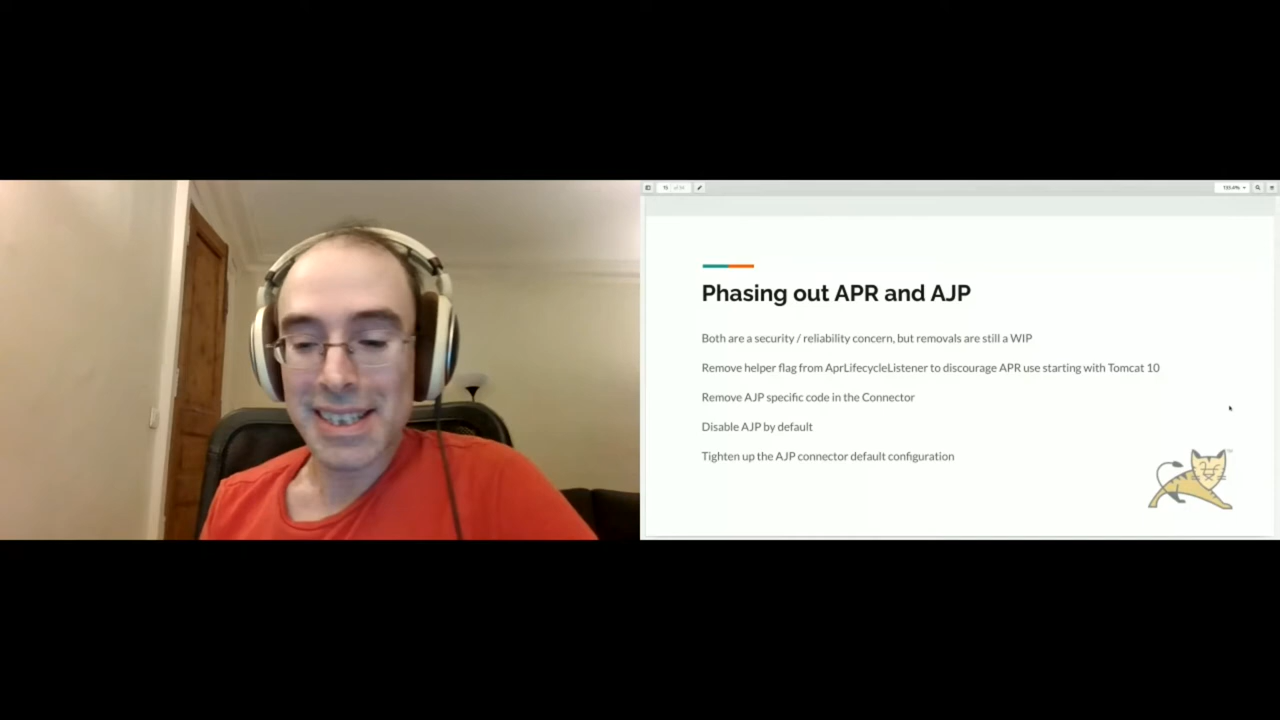 Phasing out APR and AJP
Both are a security / reliability concern, but removals are still a WIP
Remove helper flag from AprLifecycleListener to discourage APR use starting with Tomcat 10
Remove AJP specific code in the Connector
Disable AJP by default
Tighten up the AJP connector default configuration